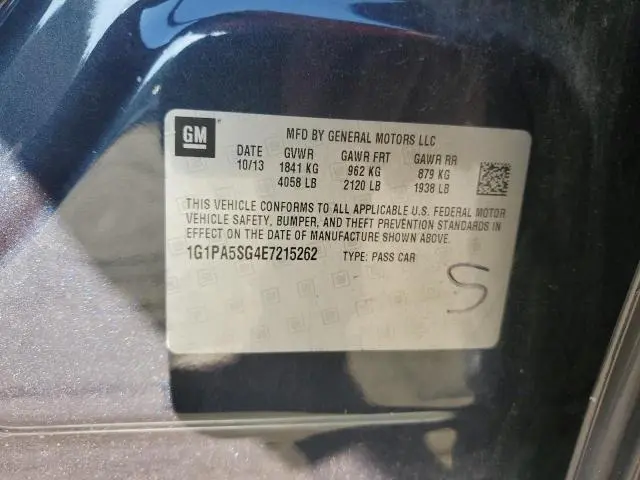 GM
MFD BY GENERAL MOTORS LLC
DATE GVWR GAWR FRT GAWR RR
10/13 1841 KG 962 KG 879 KG
4058 LB 2120 LB 1938 LB
THIS VEHICLE CONFORMS TO ALL APPLICABLE U.S. FEDERAL MOTOR
VEHICLE SAFETY, BUMPER, AND THEFT PREVENTION STANDARDS IN
EFFECT ON THE DATE OF MANUFACTURE SHOWN ABOVE.
1G1PA5SG4E7215262 TYPE: PASS CAR
S